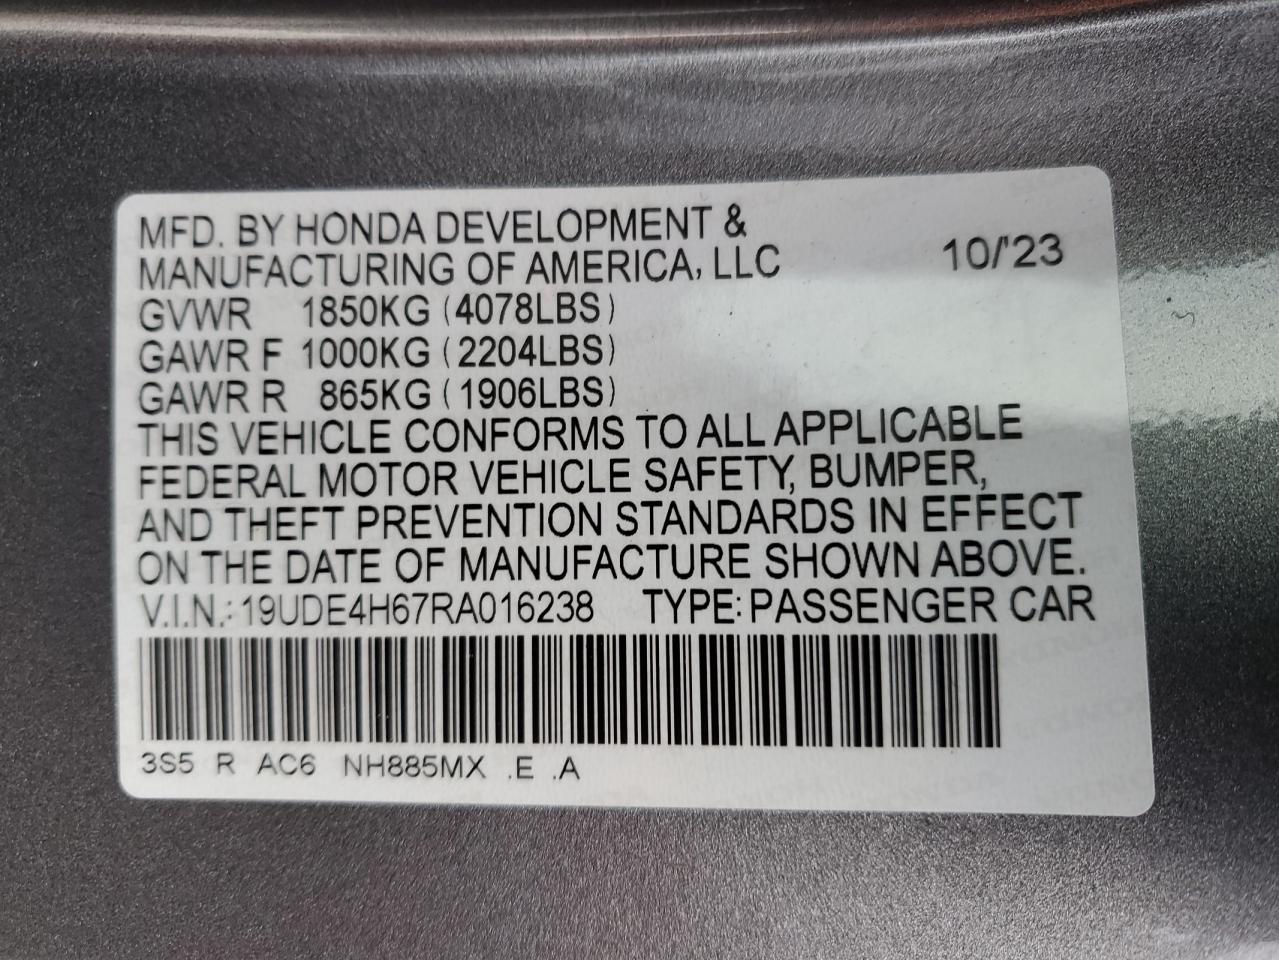 MFD. BY HONDA DEVELOPMENT &
MANUFACTURING OF AMERICA, LLC 10/'23
GVWR 1850KG (4078LBS)
GAWR F 1000KG (2204LBS)
GAWR R 865KG (1906LBS)
THIS VEHICLE CONFORMS TO ALL APPLICABLE
FEDERAL MOTOR VEHICLE SAFETY, BUMPER,
AND THEFT PREVENTION STANDARDS IN EFFECT
ON THE DATE OF MANUFACTURE SHOWN ABOVE.
V.I.N.: 19UDE4H67RA016238 TYPE: PASSENGER CAR
3S5 R AC6 NH885MX .E .A